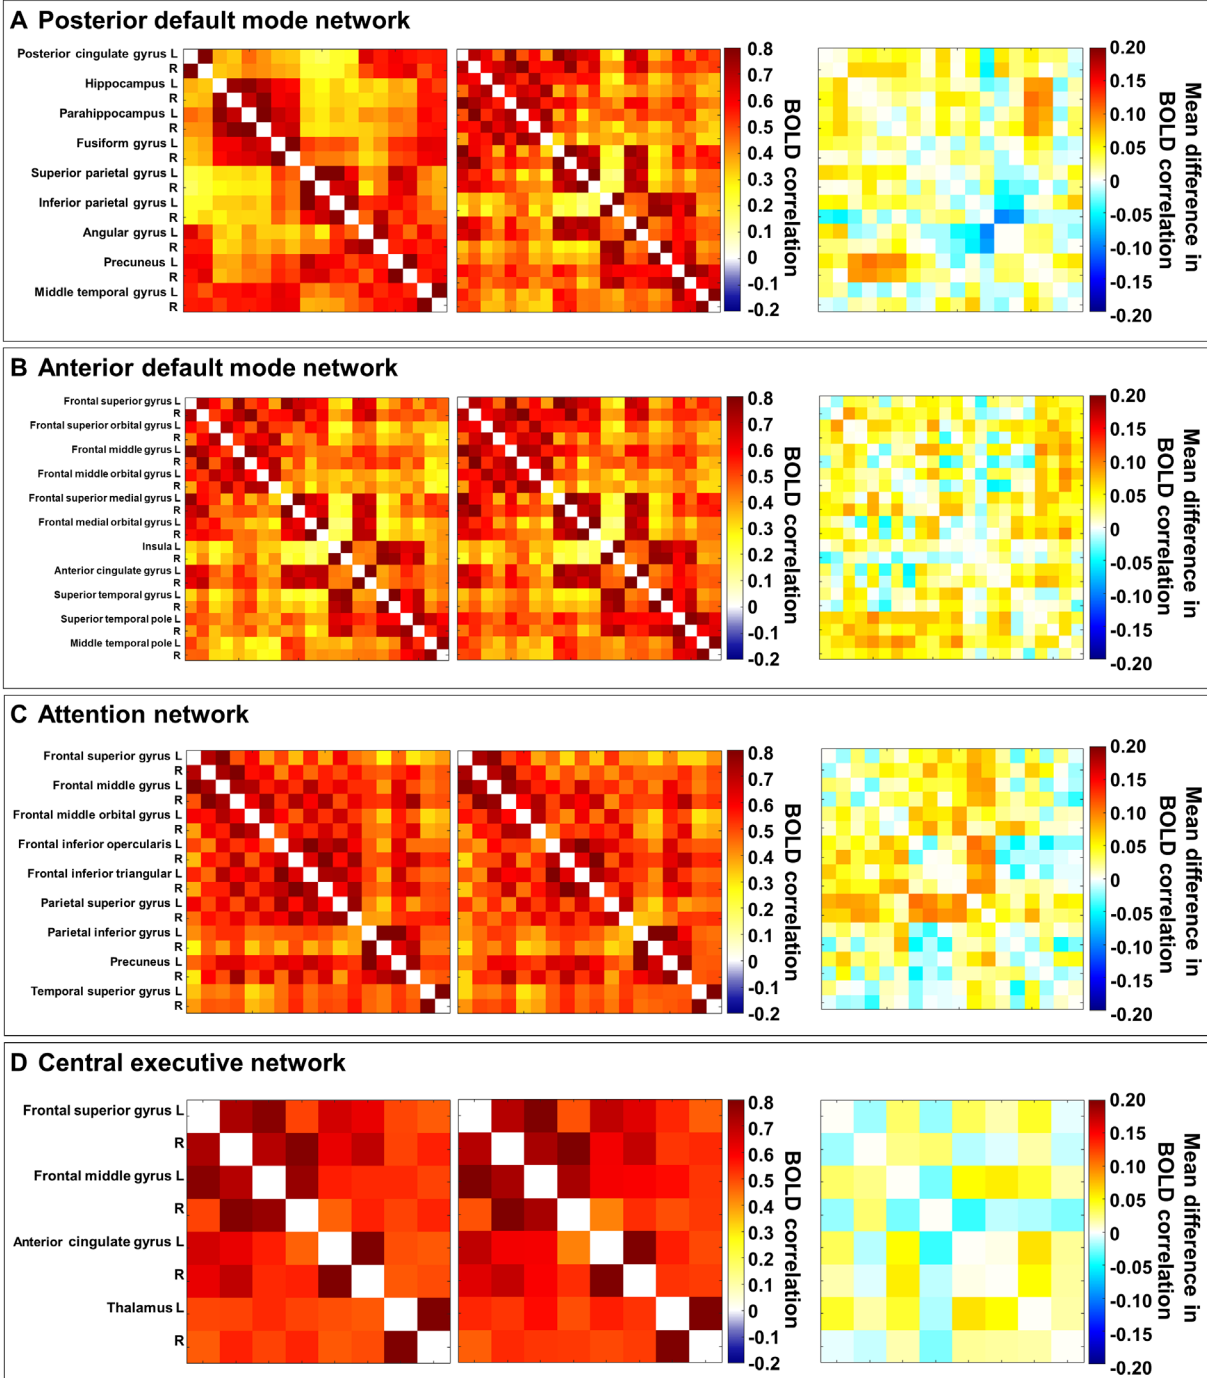 A Posterior default mode network
Posterior cingulate gyrus L
R
Hippocampus L
R
Parahippocampus L
R
Fusiform gyrus L
R
Superior parietal gyrus L
R
Inferior parietal gyrus L
R
Angular gyrus L
R
Precuneus L
R
Middle temporal gyrus L
R
0.8
0.7
0.6
0.5
0.4
0.3
0.2
0.1
0
-0.1
-0.2
BOLD correlation
0.20
0.15
0.10
0.05
0
-0.05
-0.10
-0.15
-0.20
Mean difference in
BOLD correlation
B Anterior default mode network
Frontal superior gyrus L
R
Frontal superior orbital gyrus L
R
Frontal middle gyrus L
R
Frontal middle orbital gyrus L
R
Frontal superior medial gyrus L
R
Frontal medial orbital gyrus L
R
Insula L
R
Anterior cingulate gyrus L
R
Superior temporal gyrus L
R
Superior temporal pole L
R
Middle temporal pole L
R
0.8
0.7
0.6
0.5
0.4
0.3
0.2
0.1
0
-0.1
-0.2
BOLD correlation
0.20
0.15
0.10
0.05
0
-0.05
-0.10
-0.15
-0.20
Mean difference in
BOLD correlation
C Attention network
Frontal superior gyrus L
R
Frontal middle gyrus L
R
Frontal middle orbital gyrus L
R
Frontal inferior opercularis L
R
Frontal inferior triangular L
R
Parietal superior gyrus L
R
Parietal inferior gyrus L
R
Precuneus L
R
Temporal superior gyrus L
R
0.8
0.7
0.6
0.5
0.4
0.3
0.2
0.1
0
-0.1
-0.2
BOLD correlation
0.20
0.15
0.10
0.05
0
-0.05
-0.10
-0.15
-0.20
Mean difference in
BOLD correlation
D Central executive network
Frontal superior gyrus L
R
Frontal middle gyrus L
R
Anterior cingulate gyrus L
R
Thalamus L
R
0.8
0.7
0.6
0.5
0.4
0.3
0.2
0.1
0
-0.1
-0.2
BOLD correlation
0.20
0.15
0.10
0.05
0
-0.05
-0.10
-0.15
-0.20
Mean difference in
BOLD correlation